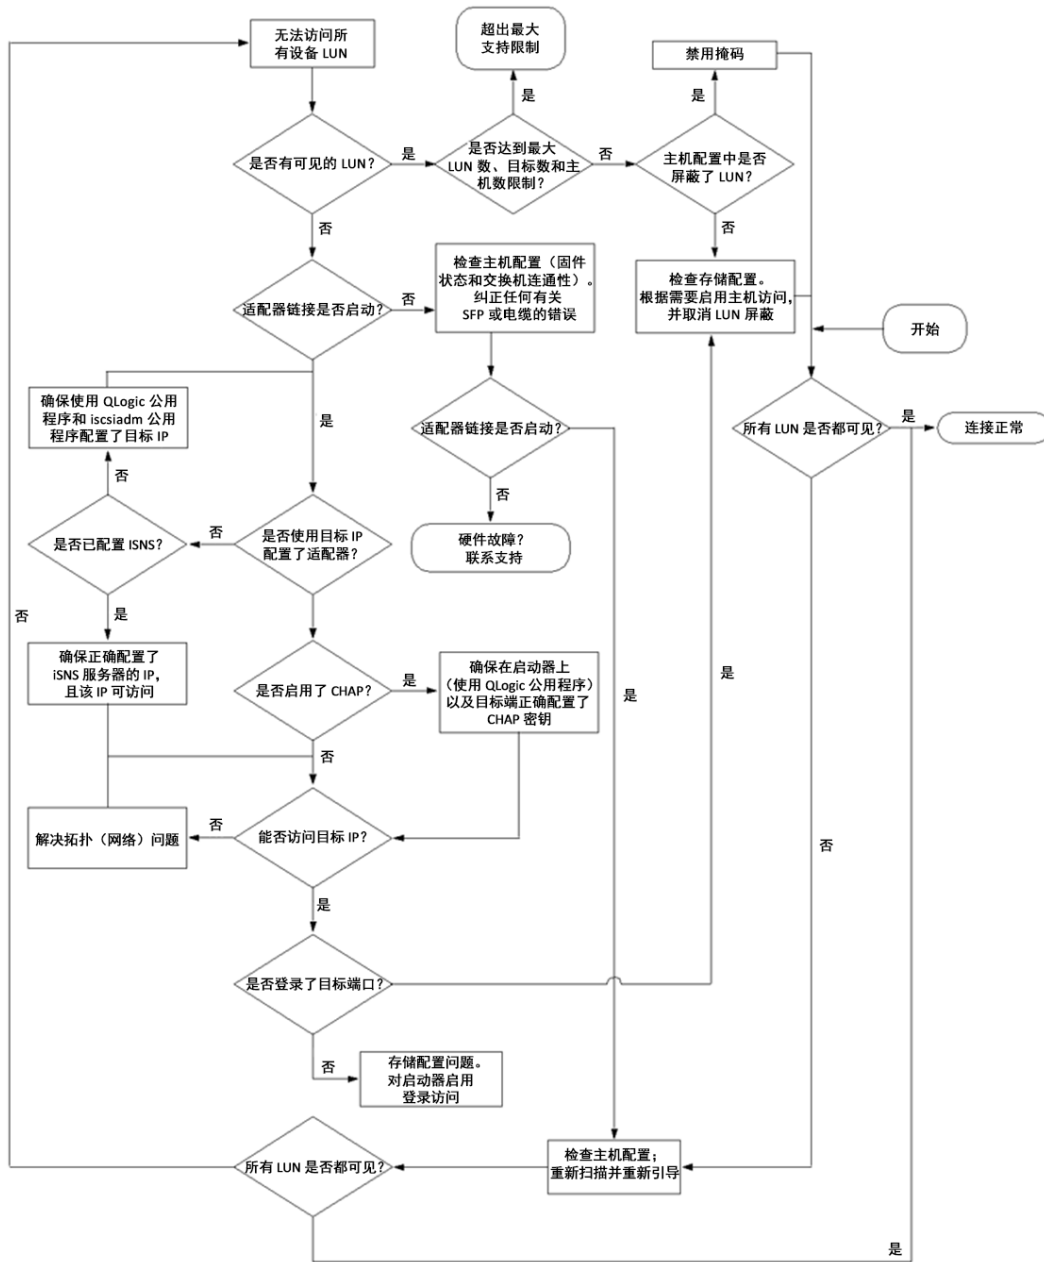 无法访问所
有设备 LUN
超出最大
支持限制
禁用掩码
是
是
是否有可见的 LUN？
是
是否达到最大
LUN 数、目标数和主
机数限制？
否
主机配置中是否
屏蔽了 LUN？
否
否
适配器链接是否启动？
否
检查主机配置（固件
状态和交换机连通性）。
纠正任何有关
SFP 或电缆的错误
检查存储配置。
根据需要启用主机访问，
并取消 LUN 屏蔽
开始
确保使用 QLogic 公用
程序和 iscsiadm 公用
程序配置了目标 IP
是
适配器链接是否启动？
所有 LUN 是否都可见？
是
连接正常
否
否
是否已配置 ISNS？
否
是否使用目标 IP
配置了适配器？
硬件故障？
联系支持
否
是
确保正确配置了
iSNS 服务器的 IP，
且该 IP 可访问
是否启用了 CHAP？
是
确保在启动器上
（使用 QLogic 公用程序）
以及目标端正确配置了
CHAP 密钥
是
是
否
解决拓扑（网络）问题
否
能否访问目标 IP？
否
是
是否登录了目标端口？
否
存储配置问题。
对启动器启用
登录访问
所有 LUN 是否都可见？
检查主机配置；
重新扫描并重新引导
是